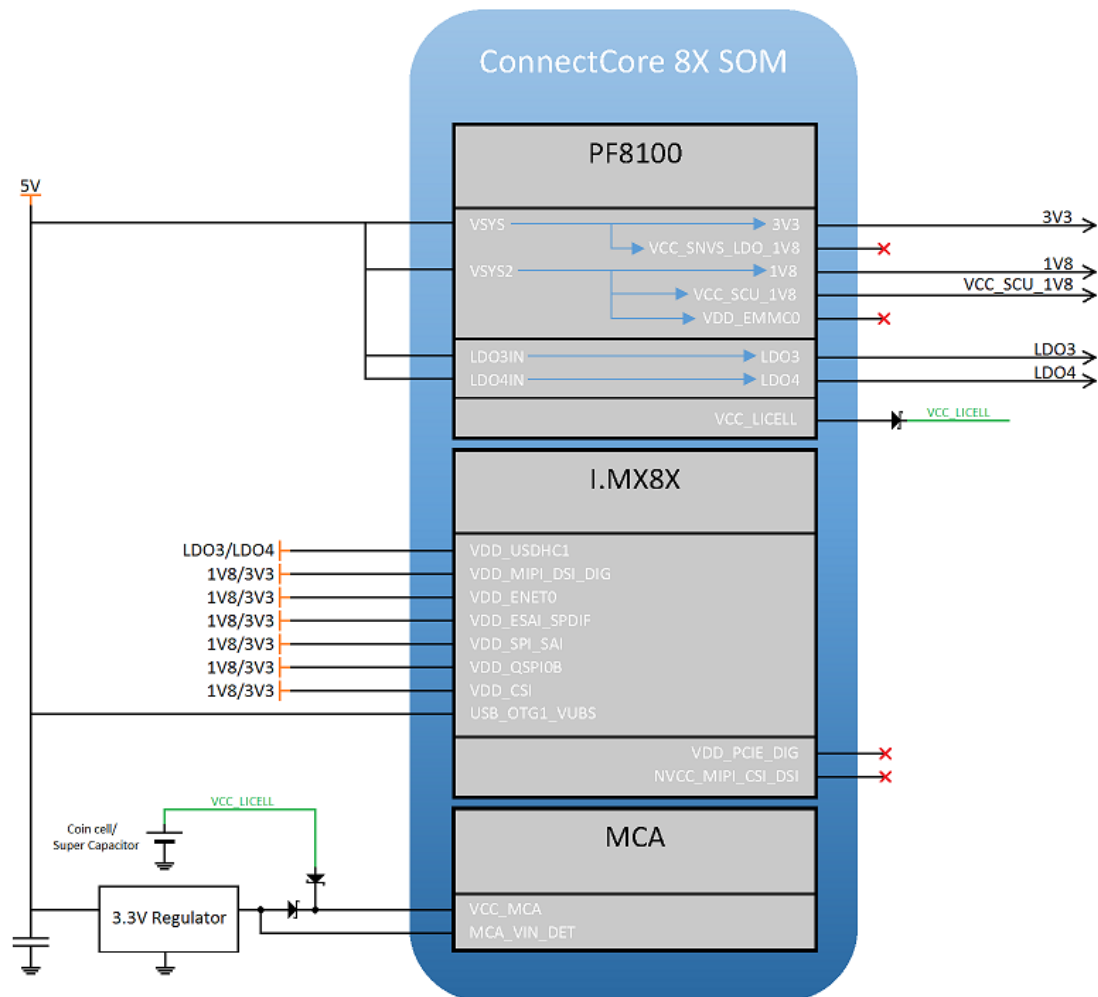 ConnectCore 8X SOM
PF8100
5V
VSYS
3V3
3V3
VCC_SNVS_LDO_1V8
VSYS2
1V8
1V8
VCC_SCU_1V8
VCC_SCU_1V8
VDD_EMMC0
LDO3IN
LDO3
LDO3
LDO4IN
LDO4
LDO4
VCC_LICELL
VCC_LICELL
I.MX8X
LDO3/LDO4
VDD_USDHC1
1V8/3V3
VDD_MIPI_DSI_DIG
1V8/3V3
VDD_ENET0
1V8/3V3
VDD_ESAI_SPDIF
1V8/3V3
VDD_SPI_SAI
1V8/3V3
VDD_QSPI0B
1V8/3V3
VDD_CSI
USB_OTG1_VUBS
VDD_PCIE_DIG
NVCC_MIPI_CSI_DSI
VCC_LICELL
Coin cell/
Super Capacitor
MCA
3.3V Regulator
VCC_MCA
MCA_VIN_DET